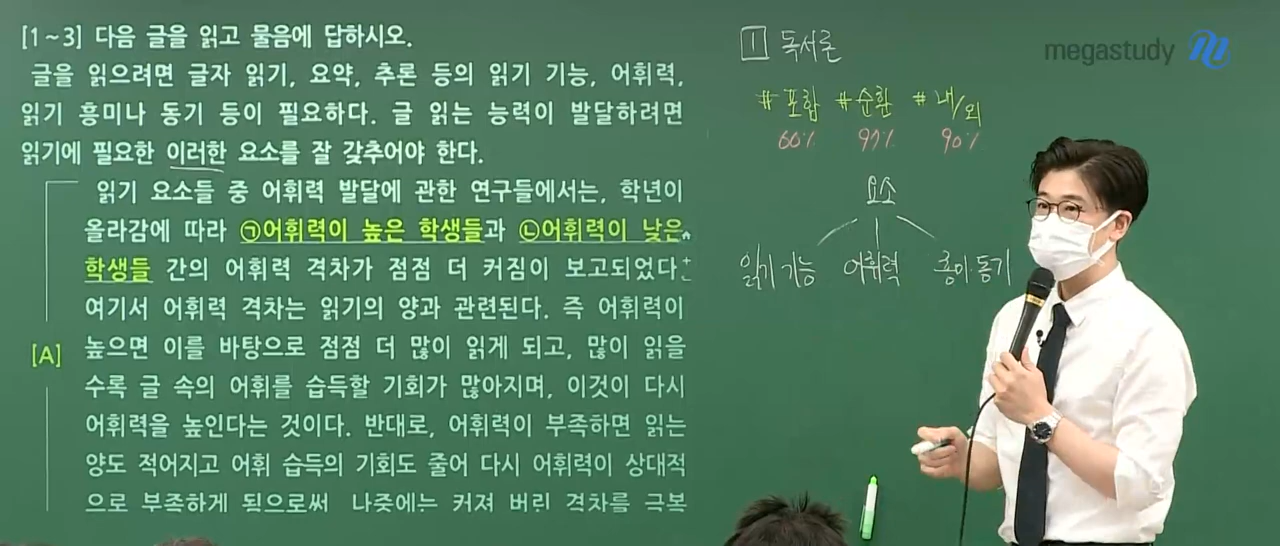 [1~3] 다음 글을 읽고 물음에 답하시오.
글을 읽으려면 글자 읽기, 요약, 추론 등의 읽기 기능, 어휘력,
읽기 흥미나 동기 등이 필요하다. 글 읽는 능력이 발달하려면
읽기에 필요한 이러한 요소를 잘 갖추어야 한다.
읽기 요소들 중 어휘력 발달에 관한 연구들에서는, 학년이
올라감에 따라 ㉠어휘력이 높은 학생들과 ㉡어휘력이 낮은
학생들 간의 어휘력 격차가 점점 더 커짐이 보고되었다.
여기서 어휘력 격차는 읽기의 양과 관련된다. 즉 어휘력이
[A] 높으면 이를 바탕으로 점점 더 많이 읽게 되고, 많이 읽을
수록 글 속의 어휘를 습득할 기회가 많아지며, 이것이 다시
어휘력을 높인다는 것이다. 반대로, 어휘력이 부족하면 읽는
양도 적어지고 어휘 습득의 기회도 줄어 다시 어휘력이 상대적
으로 부족하게 됨으로써 나중에는 커져 버린 격차를 극복
1 독서론
megastudy
#포함 #순환 #내/외
60% 97% 90%
요소
읽기 기능 어휘력 흥미·동기